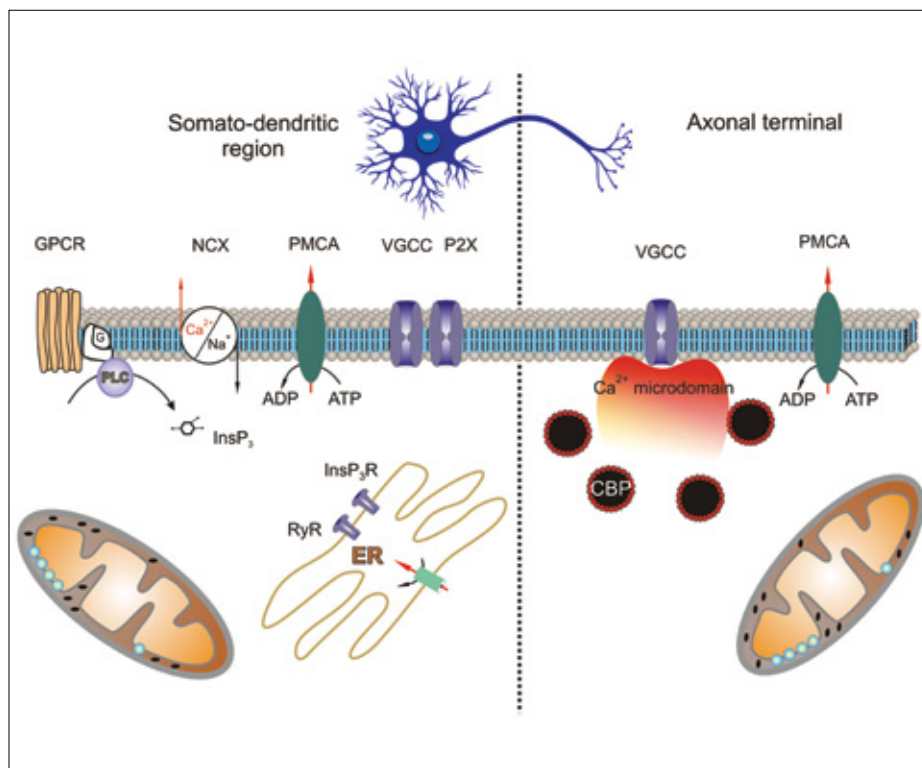 Somato-dendritic
region
Axonal terminal
GPCR
NCX
PMCA
VGCC
P2X
VGCC
PMCA
Ca²⁺
Na⁺
G
PLC
ADP
ATP
InsP₃
Ca²⁺ microdomain
ADP
ATP
CBP
InsP₃R
RyR
ER